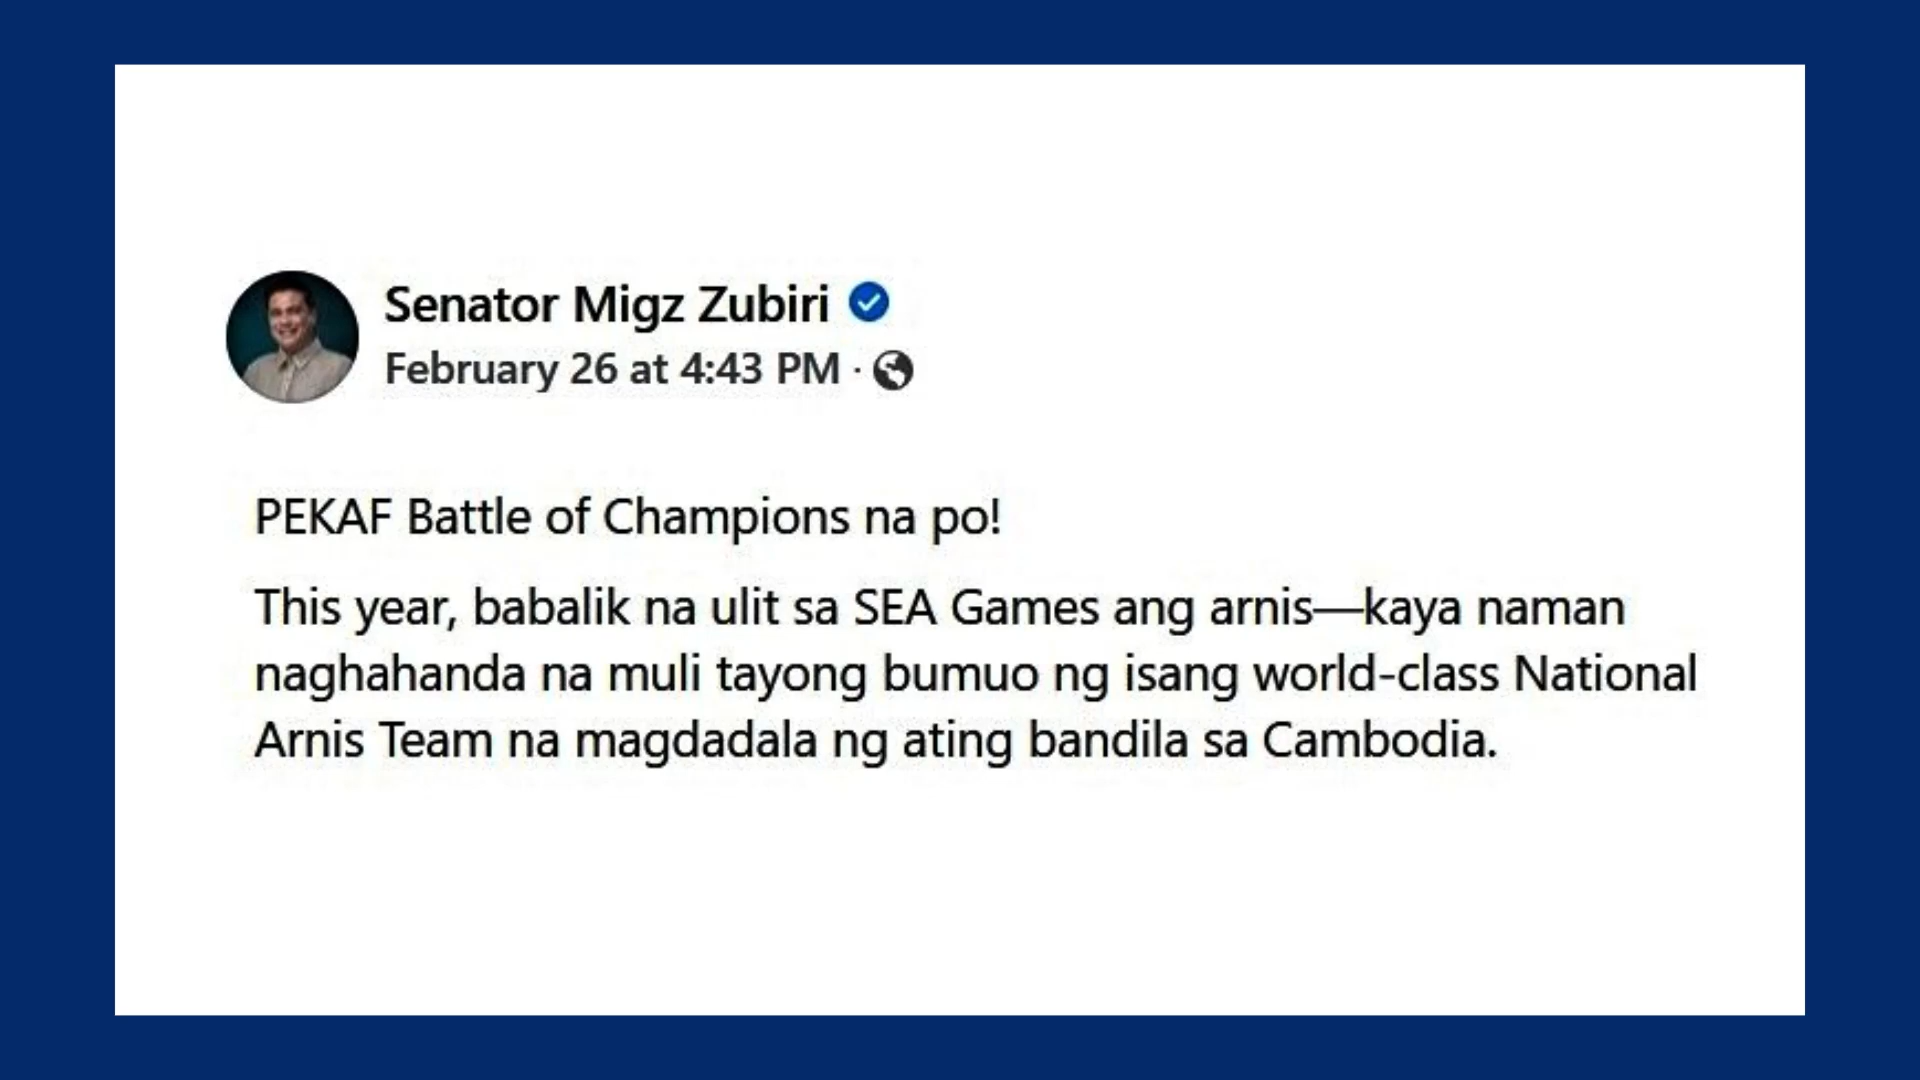 Senator Migz Zubiri
February 26 at 4:43 PM ·
PEKAF Battle of Champions na po!
This year, babalik na ulit sa SEA Games ang arnis—kaya naman
naghahanda na muli tayong bumuo ng isang world-class National
Arnis Team na magdadala ng ating bandila sa Cambodia.